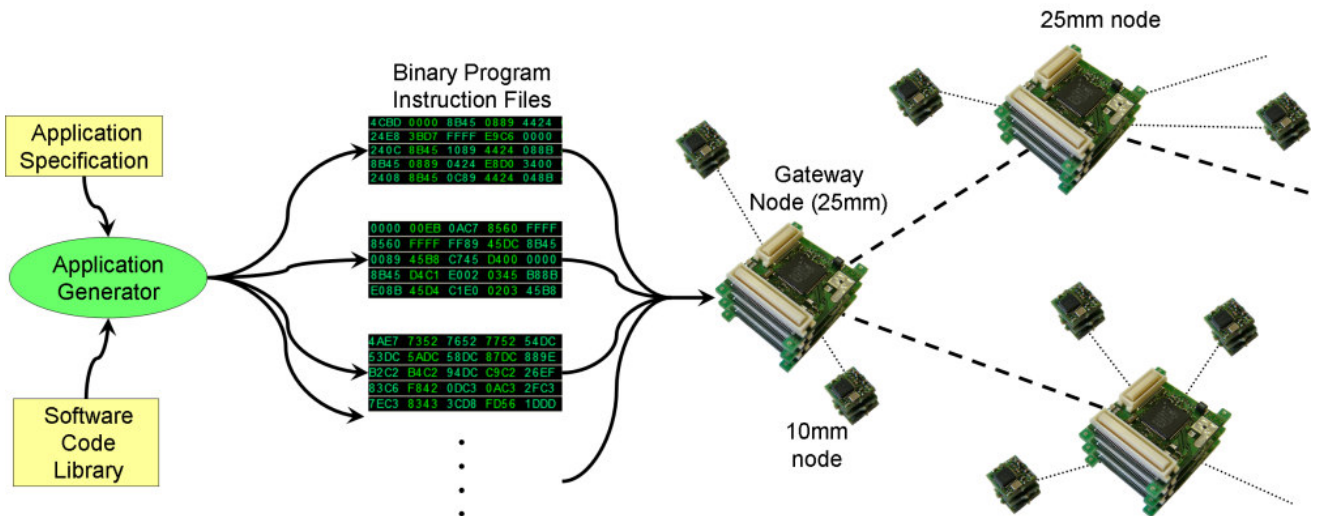 Application
Specification
Application
Generator
Software
Code
Library
Binary Program
Instruction Files
4CBD 0000 8B45 0889 4424
24E8 3BD7 FFFF E9C6 0000
240C 8B45 1089 4424 088B
8B45 0889 0424 E8D0 3400
2408 8B45 0C89 4424 048B
0000 00EB 0AC7 8560 FFFF
8560 FFFF FF89 45DC 8B45
0089 45B8 C745 D400 0000
8B45 D4C1 E002 0345 B88B
E08B 45D4 C1E0 0203 45B8
4AE7 7352 7652 7752 54DC
53DC 5ADC 58DC 87DC 889E
B2C2 B4C2 94DC C9C2 26EF
83C6 F842 0DC3 0AC3 2FC3
7EC3 8343 3CD8 FD56 1DDD
Gateway
Node (25mm)
10mm
node
25mm node